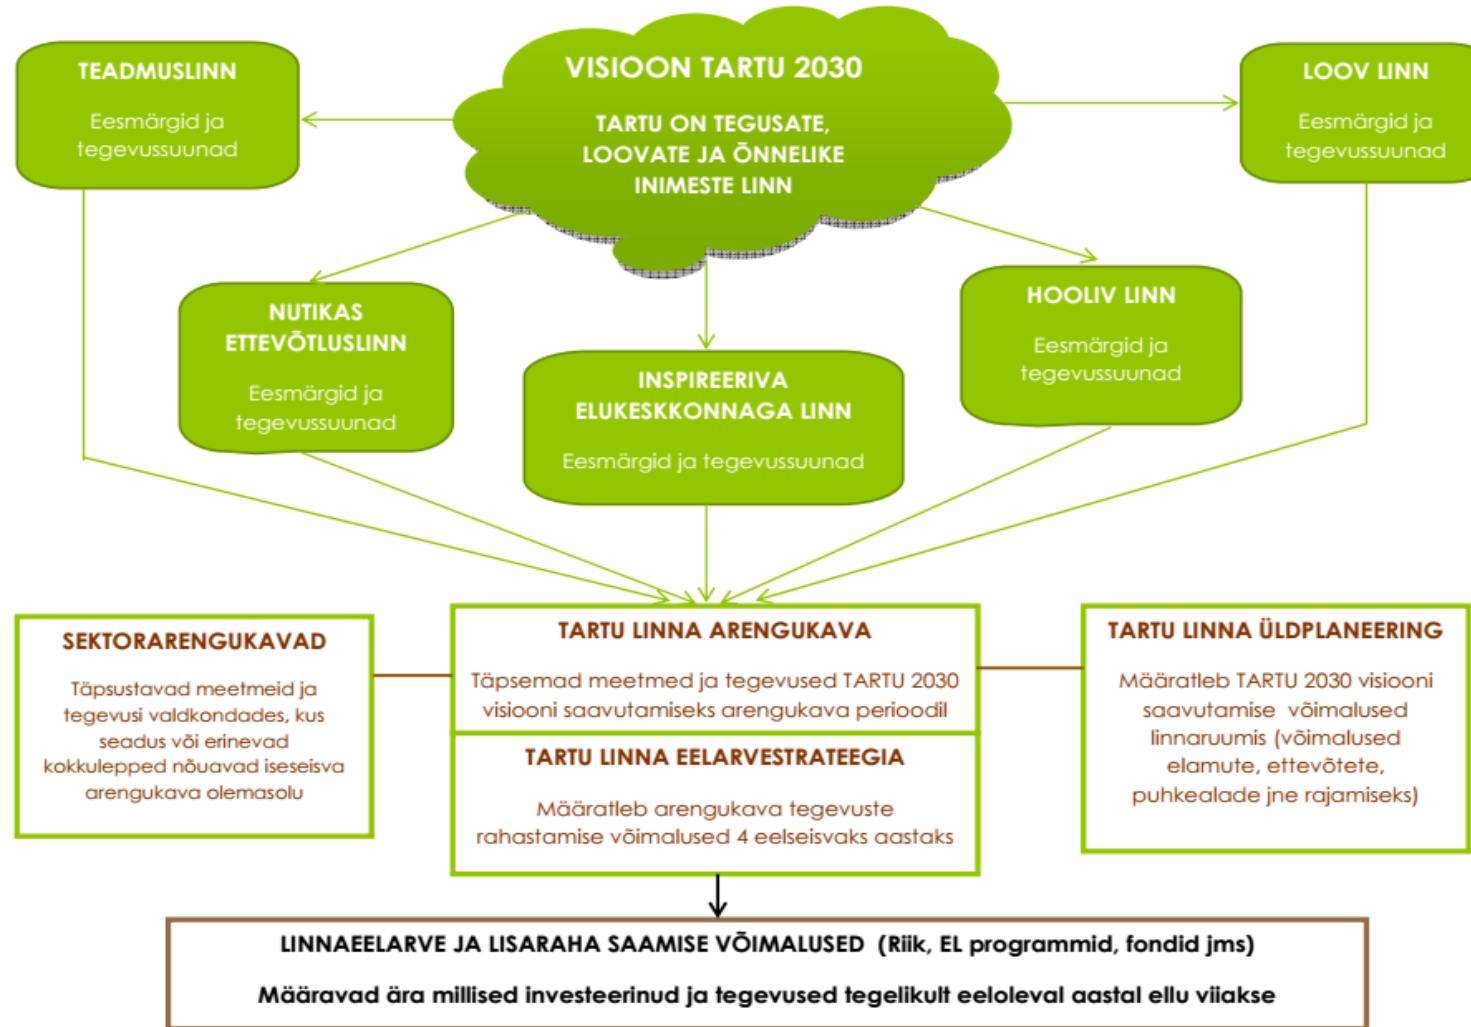 VISIOON TARTU 2030
TARTU ON TEGUSATE,
LOOVATE JA ÕNNELIKE
INIMESTE LINN
TEADMUSLINN
Eesmärgid ja
tegevussuunad
LOOV LINN
Eesmärgid ja
tegevussuunad
NUTIKAS
ETTEVÕTLUSLINN
Eesmärgid ja
tegevussuunad
INSPIREERIVA
ELUKESKKONNAGA LINN
Eesmärgid ja tegevussuunad
HOOLIV LINN
Eesmärgid ja
tegevussuunad
SEKTORARENGUKAVAD
Täpsustavad meetmeid ja
tegevusi valdkondades, kus
seadus või erinevad
kokkulepped nõuavad iseseisva
arengukava olemasolu
TARTU LINNA ARENGUKAVA
Täpsemad meetmed ja tegevused TARTU 2030
visiooni saavutamiseks arengukava perioodil
TARTU LINNA EELARVESTRATEEGIA
Määratleb arengukava tegevuste
rahastamise võimalused 4 eelseisvaks aastaks
TARTU LINNA ÜLDPLANEERING
Määratleb TARTU 2030 visiooni
saavutamise võimalused
linnaruumis (võimalused
elamute, ettevõtete,
puhkealade jne rajamiseks)
LINNAEELARVE JA LISARAHA SAAMISE VÕIMALUSED (Riik, EL programmid, fondid jms)
Määravad ära millised investeerinud ja tegevused tegelikult eeloleval aastal ellu viiakse